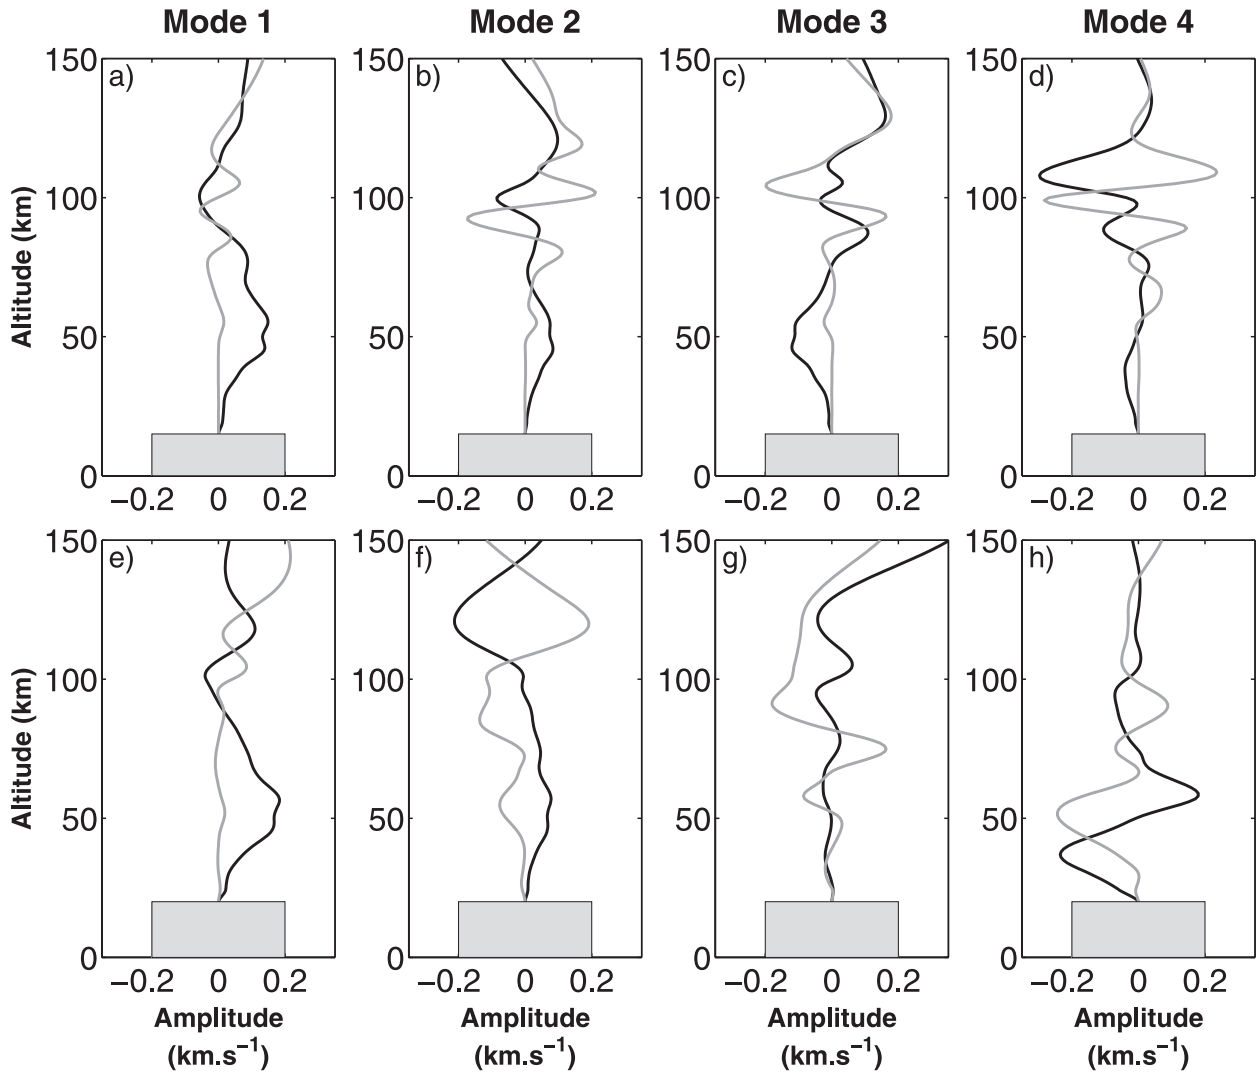 Mode 1 Mode 2 Mode 3 Mode 4
150 150 150 150
a) b) c) d)
100 100 100 100
Altitude (km)
50 50 50 50
0 0 0 0
−0.2 0 0.2 −0.2 0 0.2 −0.2 0 0.2 −0.2 0 0.2
150 150 150 150
e) f) g) h)
100 100 100 100
Altitude (km)
50 50 50 50
0 0 0 0
−0.2 0 0.2 −0.2 0 0.2 −0.2 0 0.2 −0.2 0 0.2
Amplitude Amplitude Amplitude Amplitude
(km.s⁻¹) (km.s⁻¹) (km.s⁻¹) (km.s⁻¹)